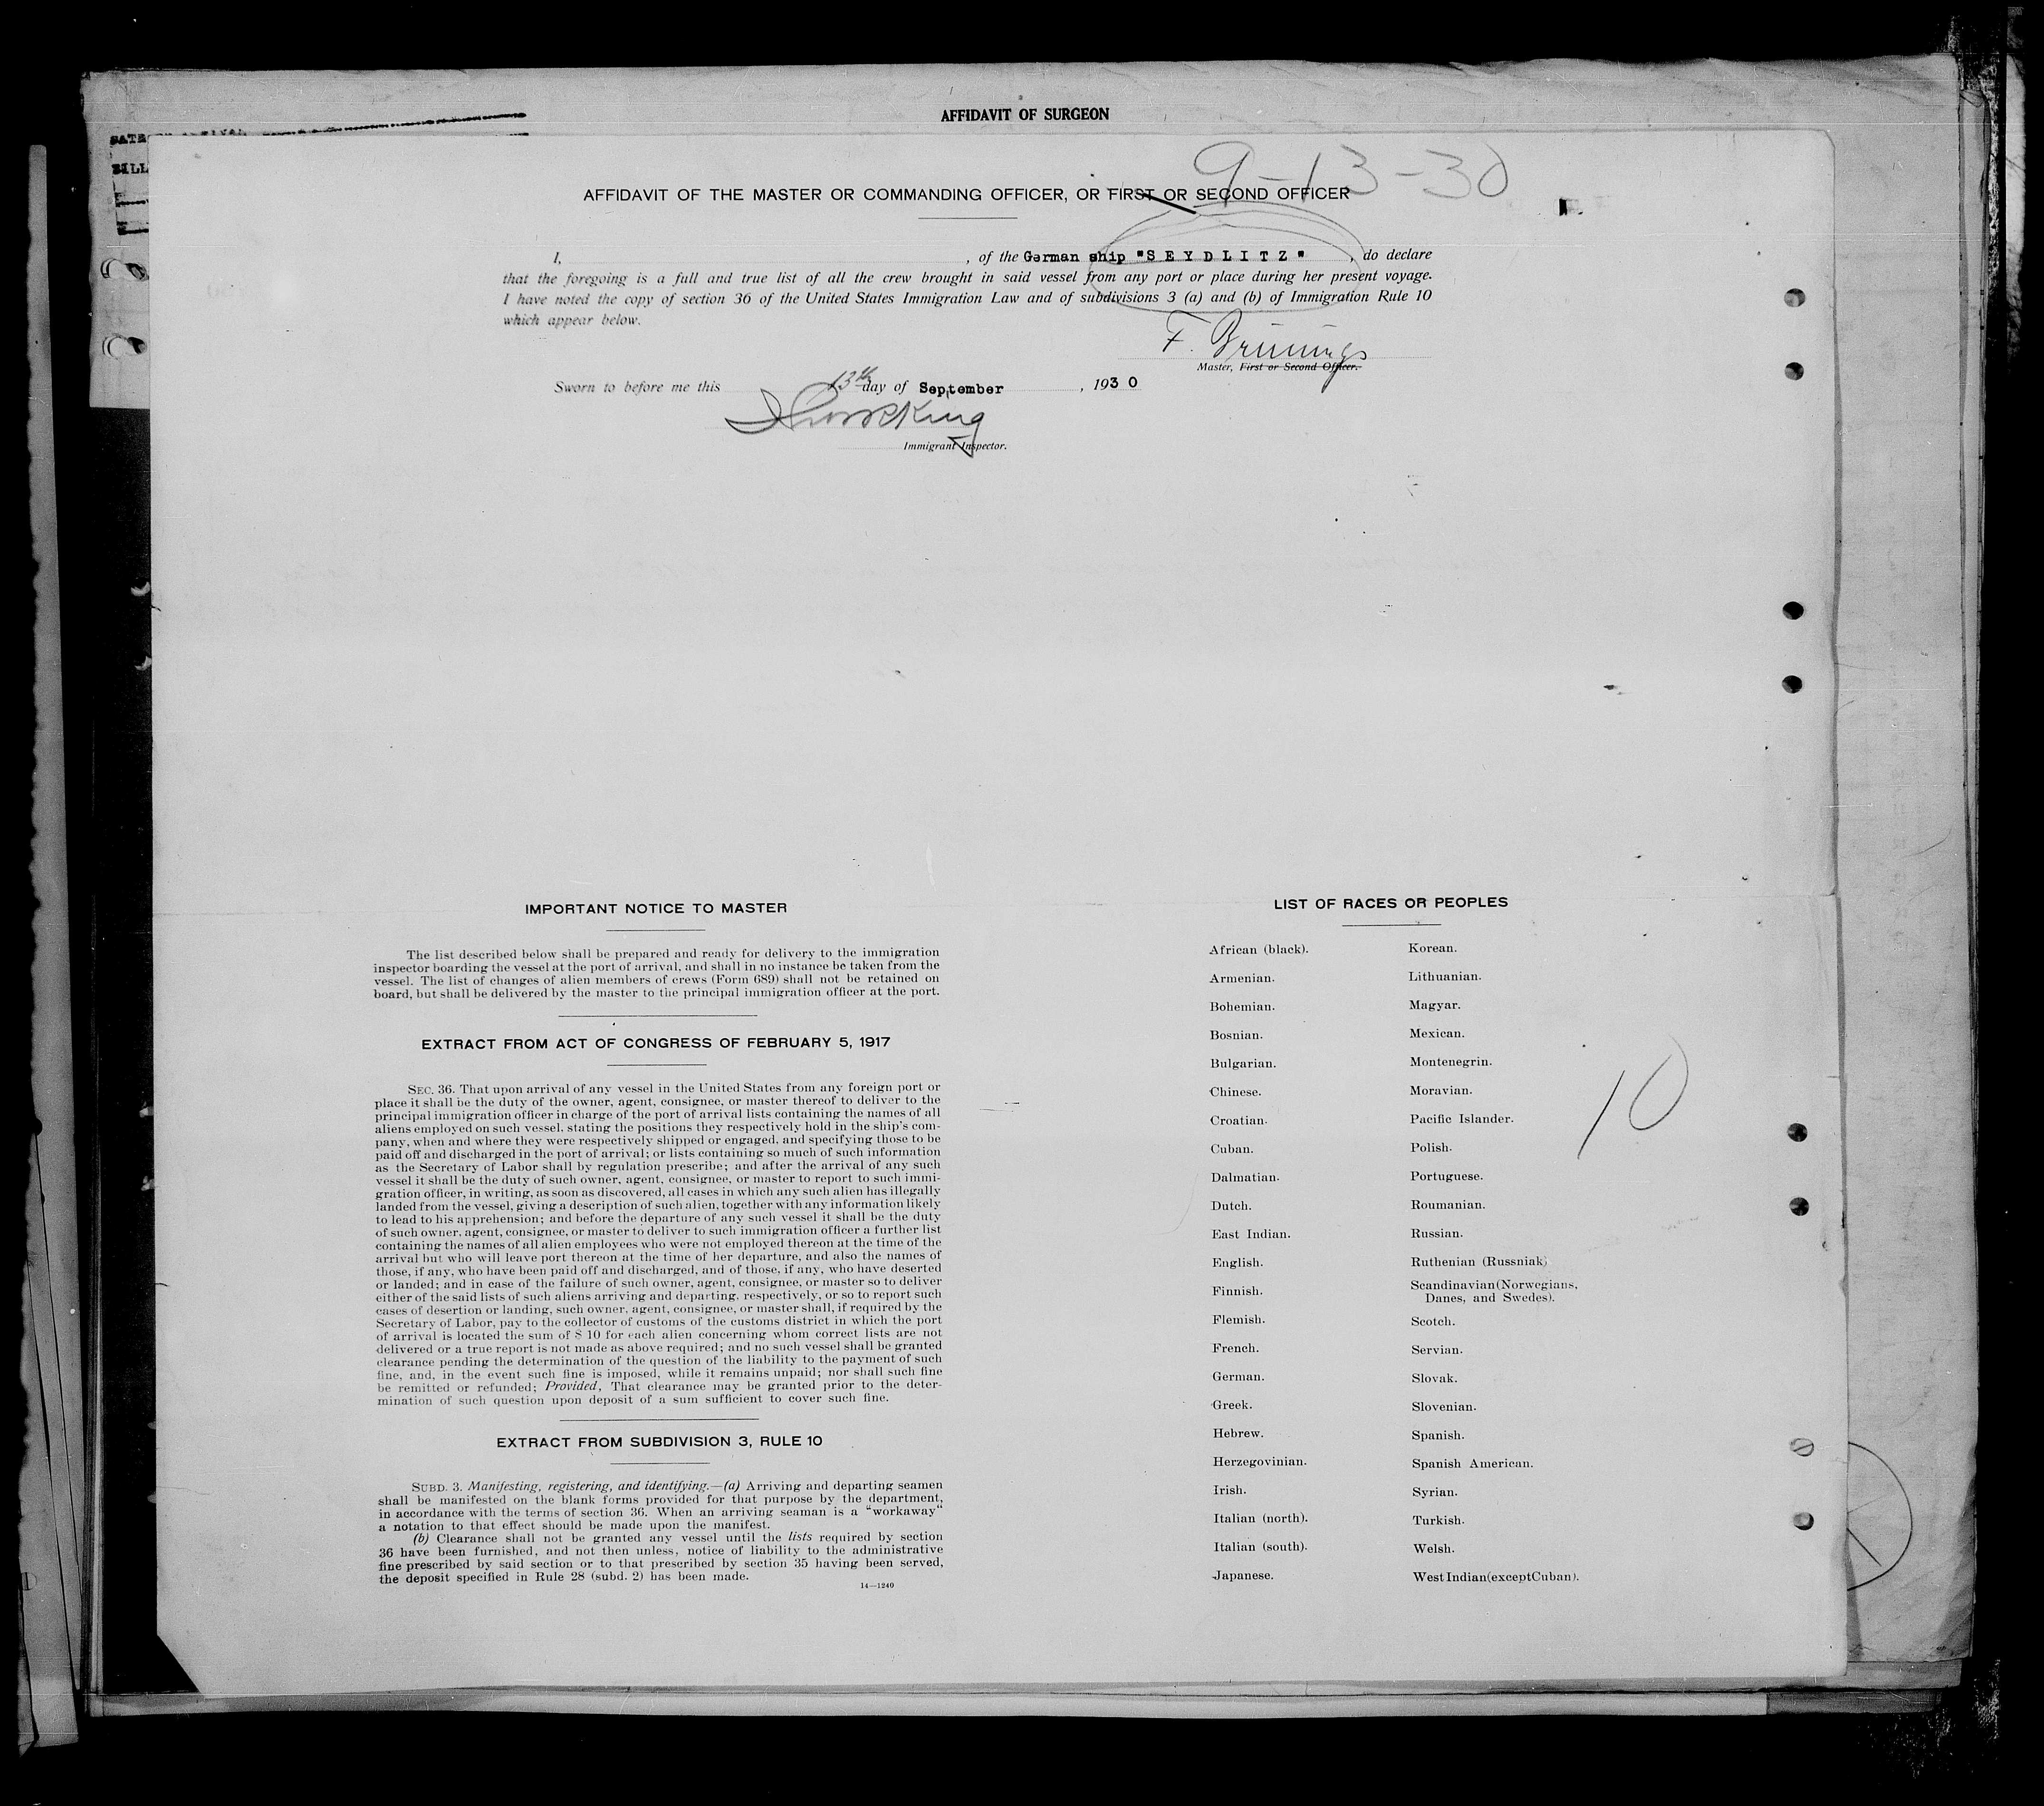 AFFIDAVIT OF SURGEON
9-13-30
AFFIDAVIT OF THE MASTER OR COMMANDING OFFICER, OR FIRST OR SECOND OFFICER
I, , of the German ship "S E Y D L I T Z" , do declare
that the foregoing is a full and true list of all the crew brought in said vessel from any port or place during her present voyage.
I have noted the copy of section 36 of the United States Immigration Law and of subdivisions 3 (a) and (b) of Immigration Rule 10
which appear below.
F. Brünings
Master, First or Second Officer.
Sworn to before me this 13th day of September , 1930
King
Immigrant Inspector.
IMPORTANT NOTICE TO MASTER
The list described below shall be prepared and ready for delivery to the immigration
inspector boarding the vessel at the port of arrival, and shall in no instance be taken from the
vessel. The list of changes of alien members of crews (Form 689) shall not be retained on
board, but shall be delivered by the master to the principal immigration officer at the port.
EXTRACT FROM ACT OF CONGRESS OF FEBRUARY 5, 1917
SEC. 36. That upon arrival of any vessel in the United States from any foreign port or
place it shall be the duty of the owner, agent, consignee, or master thereof to deliver to the
principal immigration officer in charge of the port of arrival lists containing the names of all
aliens employed on such vessel, stating the positions they respectively hold in the ship's com-
pany, when and where they were respectively shipped or engaged, and specifying those to be
paid off and discharged in the port of arrival; or lists containing so much of such information
as the Secretary of Labor shall by regulation prescribe; and after the arrival of any such
vessel it shall be the duty of such owner, agent, consignee, or master to report to such immi-
gration officer, in writing, as soon as discovered, all cases in which any such alien has illegally
landed from the vessel, giving a description of such alien, together with any information likely
to lead to his apprehension; and before the departure of any such vessel it shall be the duty
of such owner, agent, consignee, or master to deliver to such immigration officer a further list
containing the names of all alien employees who were not employed thereon at the time of the
arrival but who will leave port thereon at the time of her departure, and also the names of
those, if any, who have been paid off and discharged, and of those, if any, who have deserted
or landed; and in case of the failure of such owner, agent, consignee, or master so to deliver
either of the said lists of such aliens arriving and departing, respectively, or so to report such
cases of desertion or landing, such owner, agent, consignee, or master shall, if required by the
Secretary of Labor, pay to the collector of customs of the customs district in which the port
of arrival is located the sum of $ 10 for each alien concerning whom correct lists are not
delivered or a true report is not made as above required; and no such vessel shall be granted
clearance pending the determination of the question of the liability to the payment of such
fine, and, in the event such fine is imposed, while it remains unpaid; nor shall such fine
be remitted or refunded; Provided, That clearance may be granted prior to the deter-
mination of such question upon deposit of a sum sufficient to cover such fine.
EXTRACT FROM SUBDIVISION 3, RULE 10
SUBD. 3. Manifesting, registering, and identifying.—(a) Arriving and departing seamen
shall be manifested on the blank forms provided for that purpose by the department,
in accordance with the terms of section 36. When an arriving seaman is a "workaway"
a notation to that effect should be made upon the manifest.
(b) Clearance shall not be granted any vessel until the lists required by section
36 have been furnished, and not then unless, notice of liability to the administrative
fine prescribed by said section or to that prescribed by section 35 having been served,
the deposit specified in Rule 28 (subd. 2) has been made.
14—1240
LIST OF RACES OR PEOPLES
African (black).
Armenian.
Bohemian.
Bosnian.
Bulgarian.
Chinese.
Croatian.
Cuban.
Dalmatian.
Dutch.
East Indian.
English.
Finnish.
Flemish.
French.
German.
Greek.
Hebrew.
Herzegovinian.
Irish.
Italian (north).
Italian (south).
Japanese.
Korean.
Lithuanian.
Magyar.
Mexican.
Montenegrin.
Moravian.
Pacific Islander.
Polish.
Portuguese.
Roumanian.
Russian.
Ruthenian (Russniak)
Scandinavian (Norwegians,
Danes, and Swedes).
Scotch.
Servian.
Slovak.
Slovenian.
Spanish.
Spanish American.
Syrian.
Turkish.
Welsh.
West Indian (except Cuban).
10